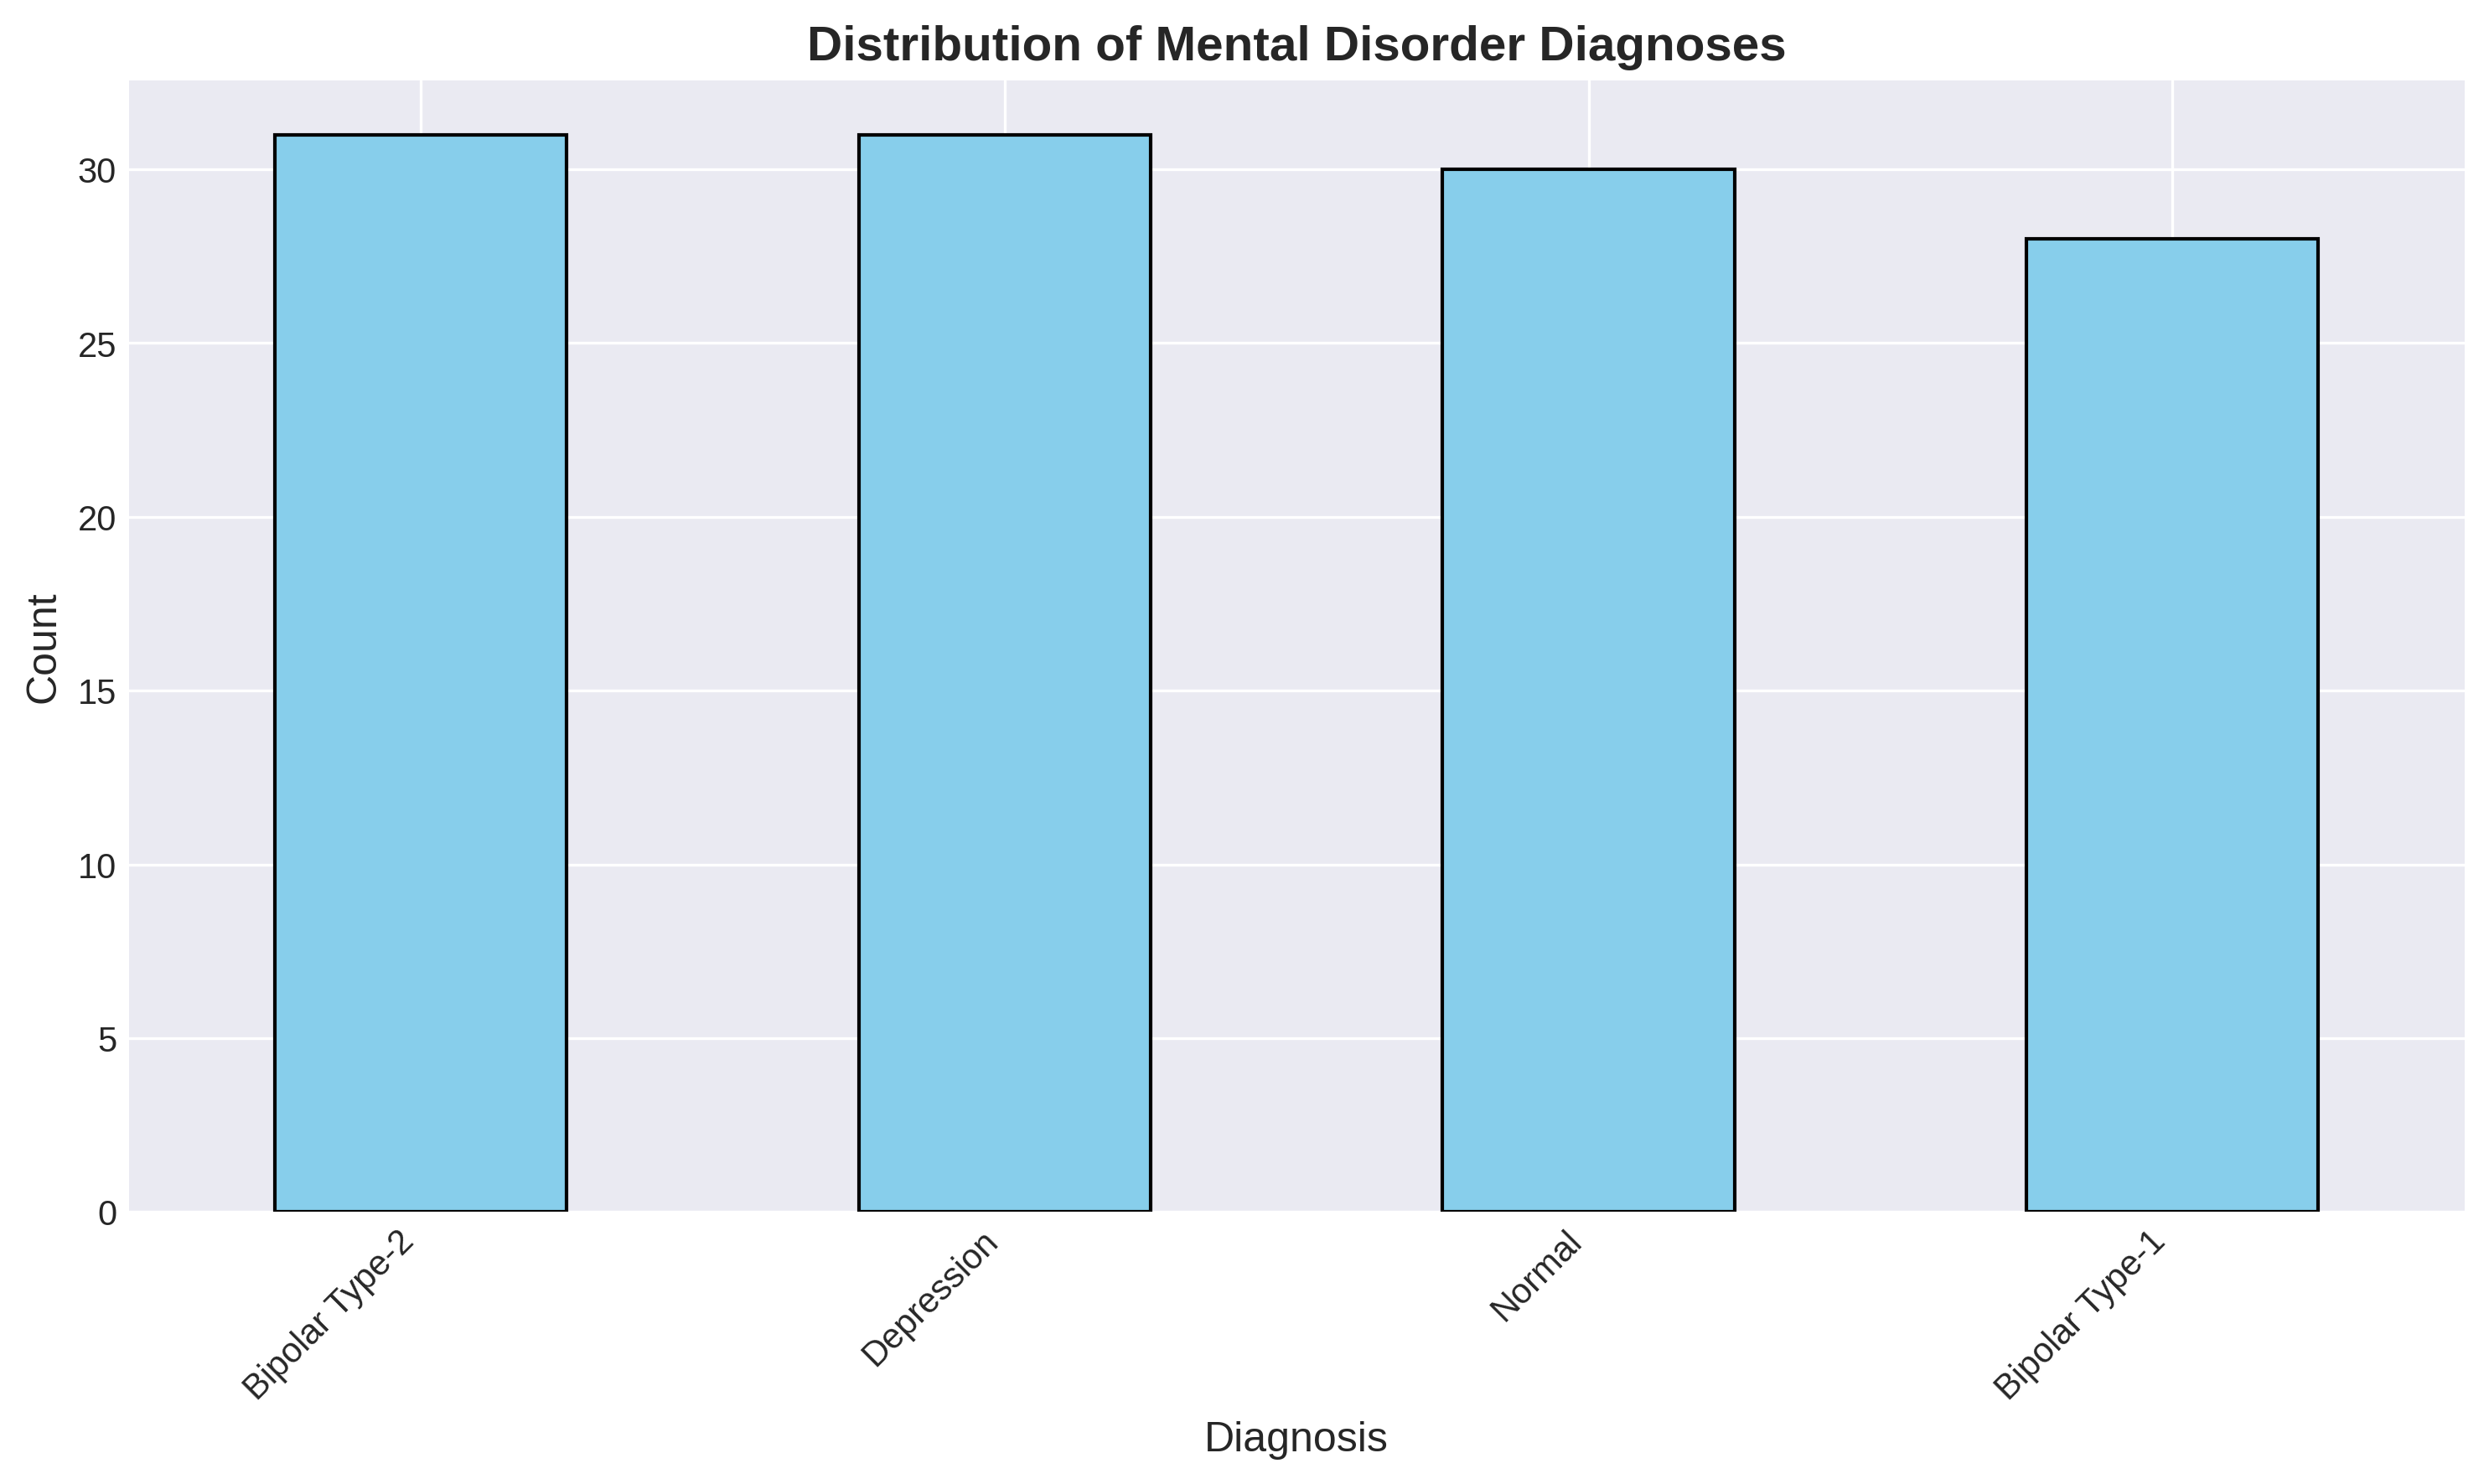 Distribution of Mental Disorder Diagnoses
Count
30
25
20
15
10
5
0
Bipolar Type-2
Depression
Normal
Bipolar Type-1
Diagnosis